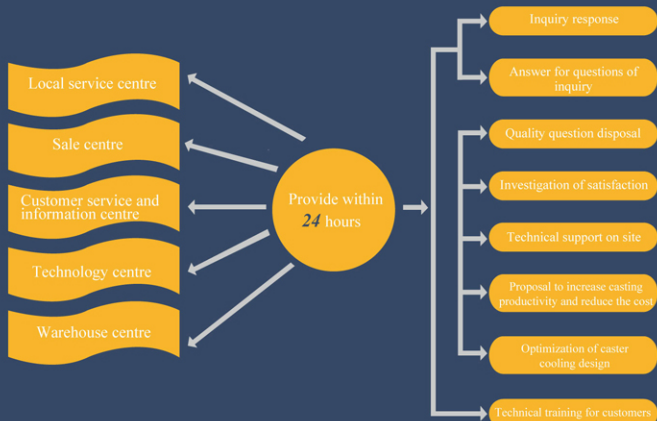 Local service centre
Sale centre
Customer service and
information centre
Technology centre
Warehouse centre
Provide within
24 hours
Inquiry response
Answer for questions of
inquiry
Quality question disposal
Investigation of satisfaction
Technical support on site
Proposal to increase casting
productivity and reduce the cost
Optimization of caster
cooling design
Technical training for customers